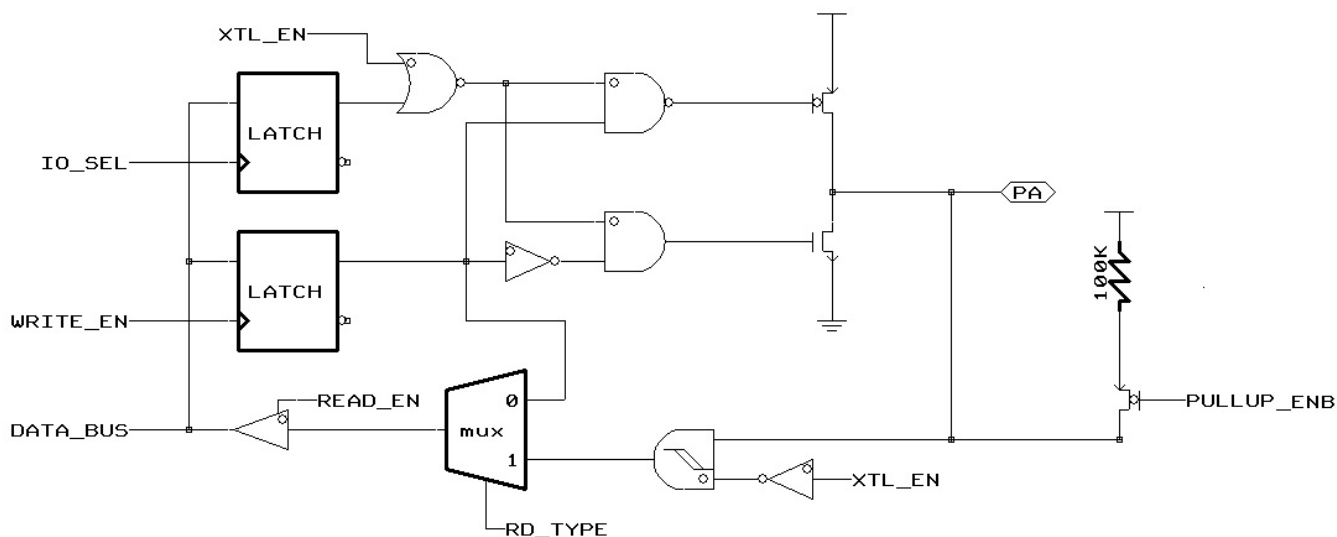 XTL_EN
LATCH
IO_SEL
PA
100K
LATCH
WRITE_EN
READ_EN
0
PULLUP_ENB
DATA_BUS
mux
1
XTL_EN
RD_TYPE